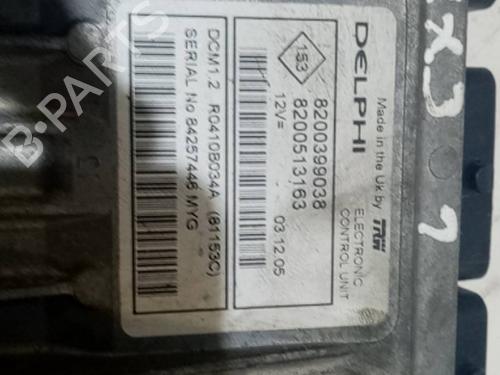 DELPHI
Made in the Uk by TRW
ELECTRONIC
CONTROL UNIT
153
8200399038
8200513163
12V=
03.12.05
DCM1.2 R0410B034A (81153C)
SERIAL No 84257446 MYG
B-PARTS